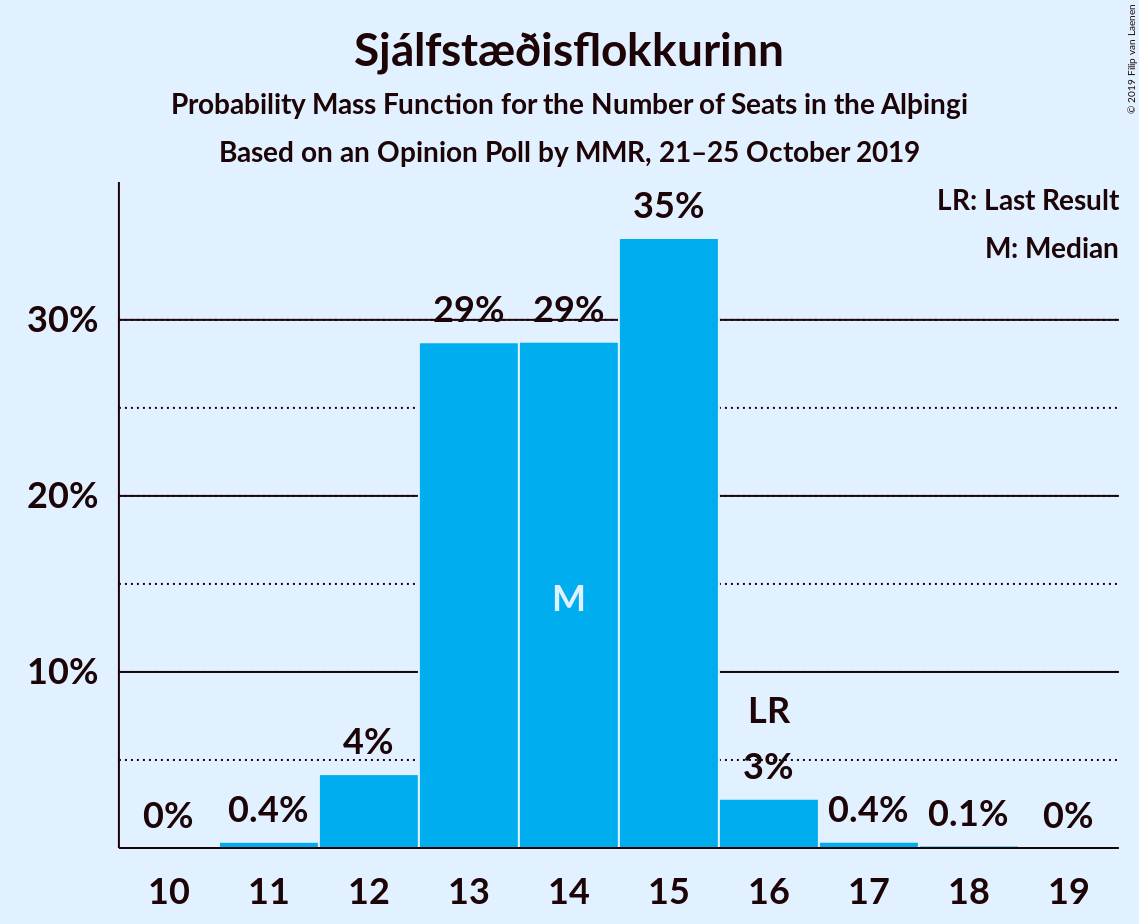 Sjálfstæðisflokkurinn
Probability Mass Function for the Number of Seats in the Alþingi
Based on an Opinion Poll by MMR, 21–25 October 2019
© 2019 Filip van Laenen
LR: Last Result
M: Median
30%
20%
10%
0%
0.4%
4%
29%
29%
M
35%
LR
3%
0.4%
0.1%
0%
10 11 12 13 14 15 16 17 18 19